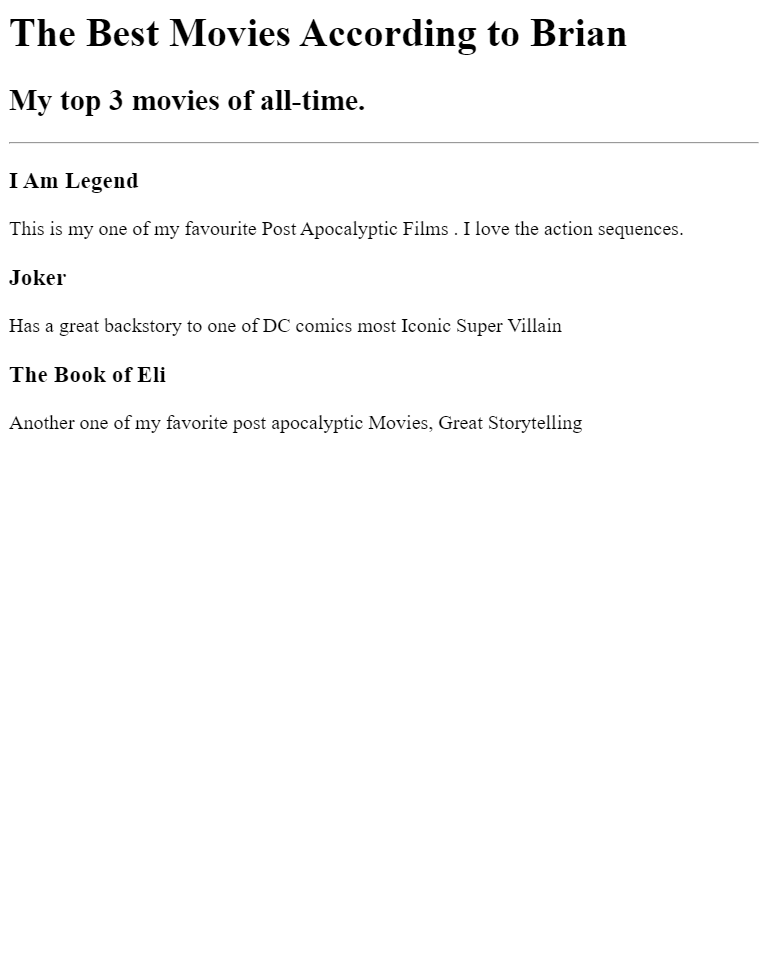 The Best Movies According to Brian
My top 3 movies of all-time.
I Am Legend
This is my one of my favourite Post Apocalyptic Films . I love the action sequences.
Joker
Has a great backstory to one of DC comics most Iconic Super Villain
The Book of Eli
Another one of my favorite post apocalyptic Movies, Great Storytelling